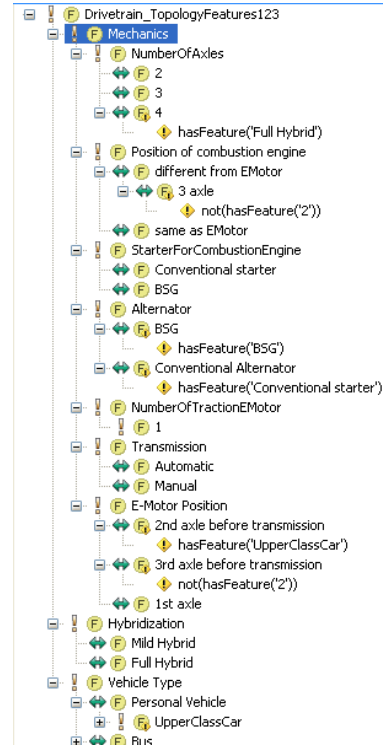 Drivetrain_TopologyFeatures123
Mechanics
NumberOfAxles
2
3
4
hasFeature('Full Hybrid')
Position of combustion engine
different from EMotor
3 axle
not(hasFeature('2'))
same as EMotor
StarterForCombustionEngine
Conventional starter
BSG
Alternator
BSG
hasFeature('BSG')
Conventional Alternator
hasFeature('Conventional starter')
NumberOfTractionEMotor
1
Transmission
Automatic
Manual
E-Motor Position
2nd axle before transmission
hasFeature('UpperClassCar')
3rd axle before transmission
not(hasFeature('2'))
1st axle
Hybridization
Mild Hybrid
Full Hybrid
Vehicle Type
Personal Vehicle
UpperClassCar
Bus